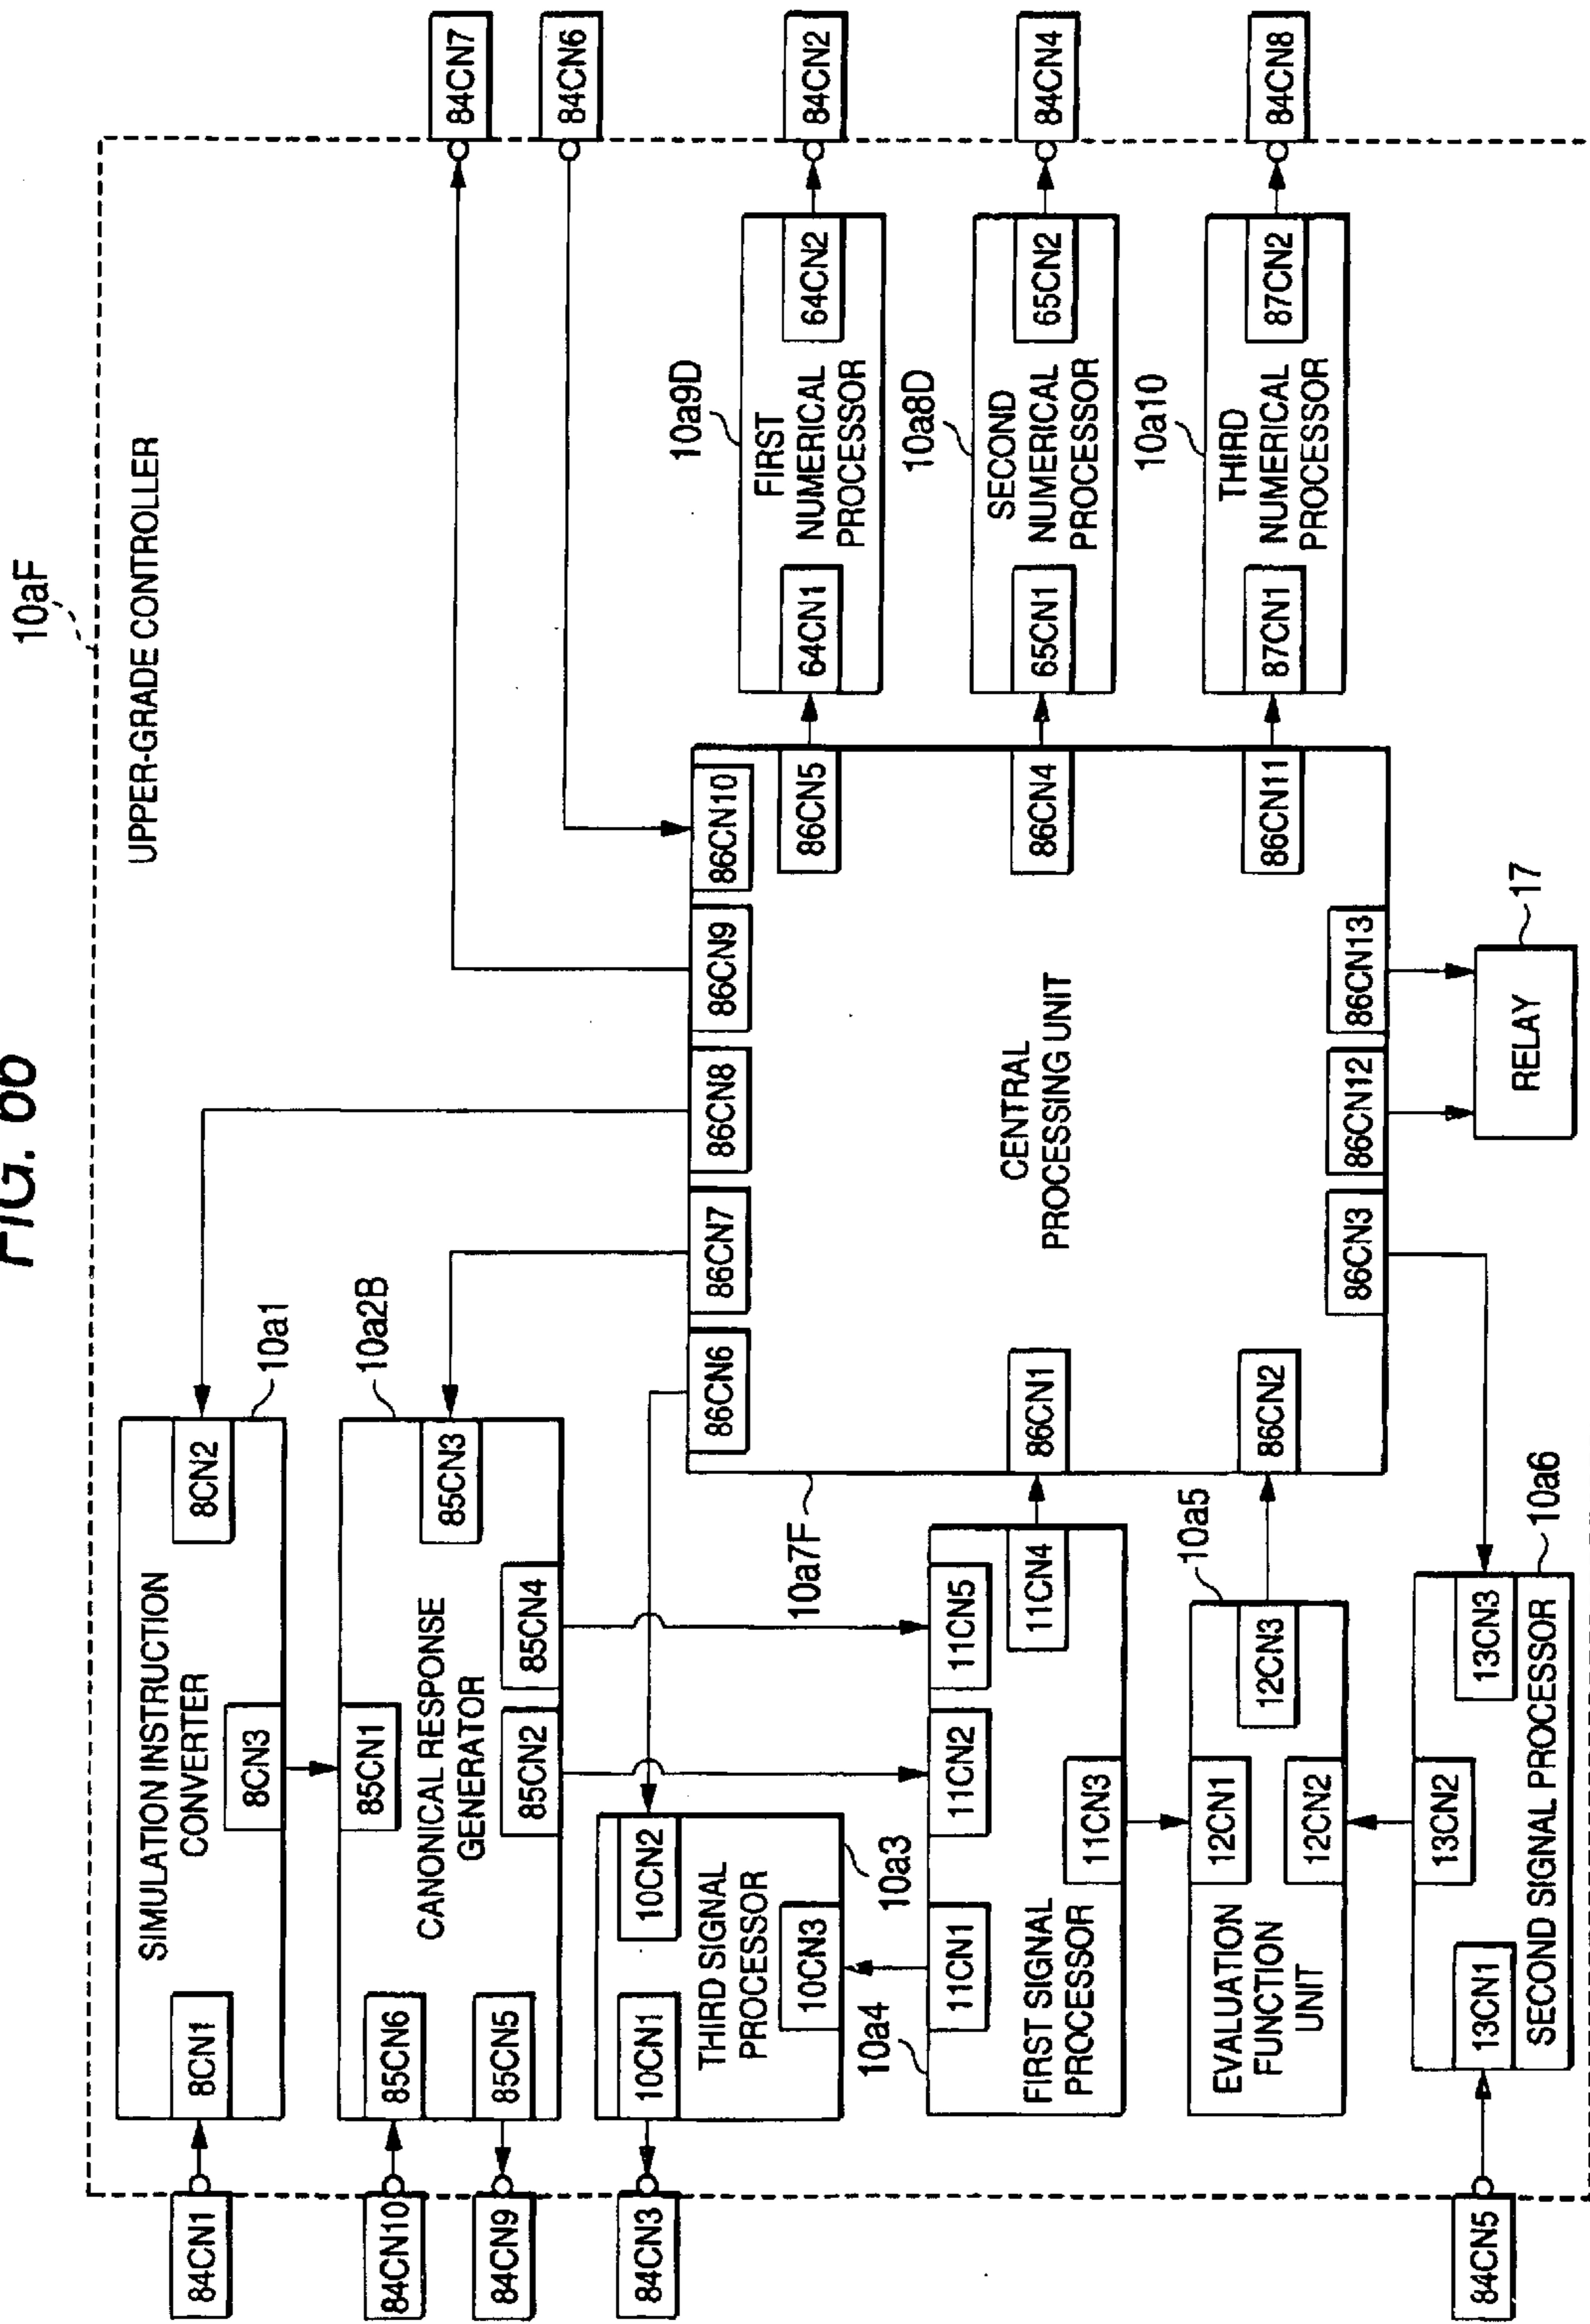 FIG. 66
10aF
UPPER-GRADE CONTROLLER
84CN1
8CN1
SIMULATION INSTRUCTION
CONVERTER
8CN2
8CN3
10a1
84CN7
84CN6
84CN10
84CN9
85CN6
85CN5
85CN1
CANONICAL RESPONSE
GENERATOR
85CN3
85CN2
85CN4
10a2B
84CN3
10CN1
THIRD SIGNAL
PROCESSOR
10CN2
10CN3
10a3
10a4
11CN1
11CN2
11CN5
FIRST SIGNAL
PROCESSOR
11CN3
11CN4
EVALUATION
FUNCTION
UNIT
12CN1
12CN2
12CN3
10a5
84CN5
13CN1
13CN2
13CN3
SECOND SIGNAL PROCESSOR
10a6
10a7F
86CN6
86CN7
86CN8
86CN9
86CN10
86CN1
86CN2
CENTRAL
PROCESSING UNIT
86CN5
86CN4
86CN11
86CN3
86CN12
86CN13
RELAY
17
10a9D
64CN1
FIRST
NUMERICAL
PROCESSOR
64CN2
84CN2
10a8D
65CN1
SECOND
NUMERICAL
PROCESSOR
65CN2
84CN4
10a10
87CN1
THIRD
NUMERICAL
PROCESSOR
87CN2
84CN8